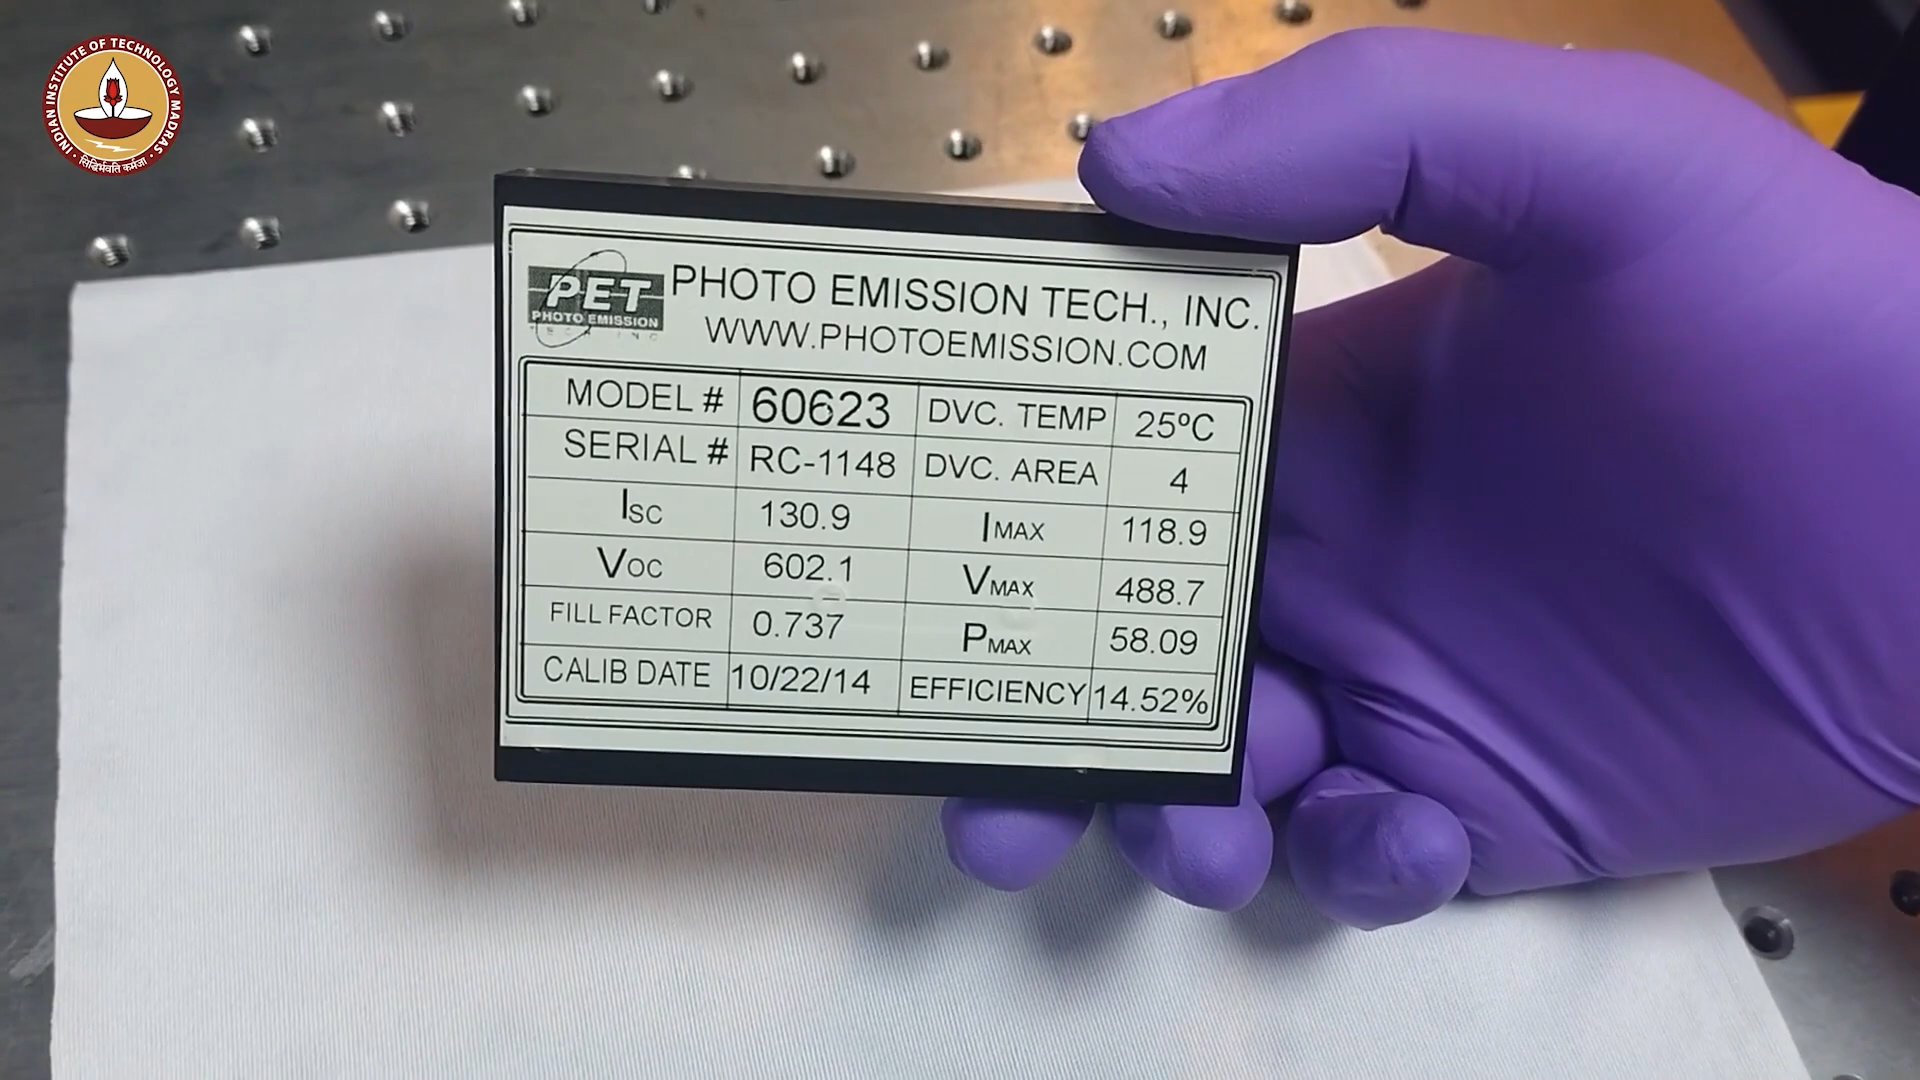 INDIAN INSTITUTE OF TECHNOLOGY MADRAS
सिद्धिर्भवति कर्मजा
PET
PHOTO EMISSION
TECH INC
PHOTO EMISSION TECH., INC.
WWW.PHOTOEMISSION.COM
MODEL # 60623 DVC. TEMP 25ºC
SERIAL # RC-1148 DVC. AREA 4
ISC 130.9 IMAX 118.9
VOC 602.1 VMAX 488.7
FILL FACTOR 0.737 PMAX 58.09
CALIB DATE 10/22/14 EFFICIENCY 14.52%